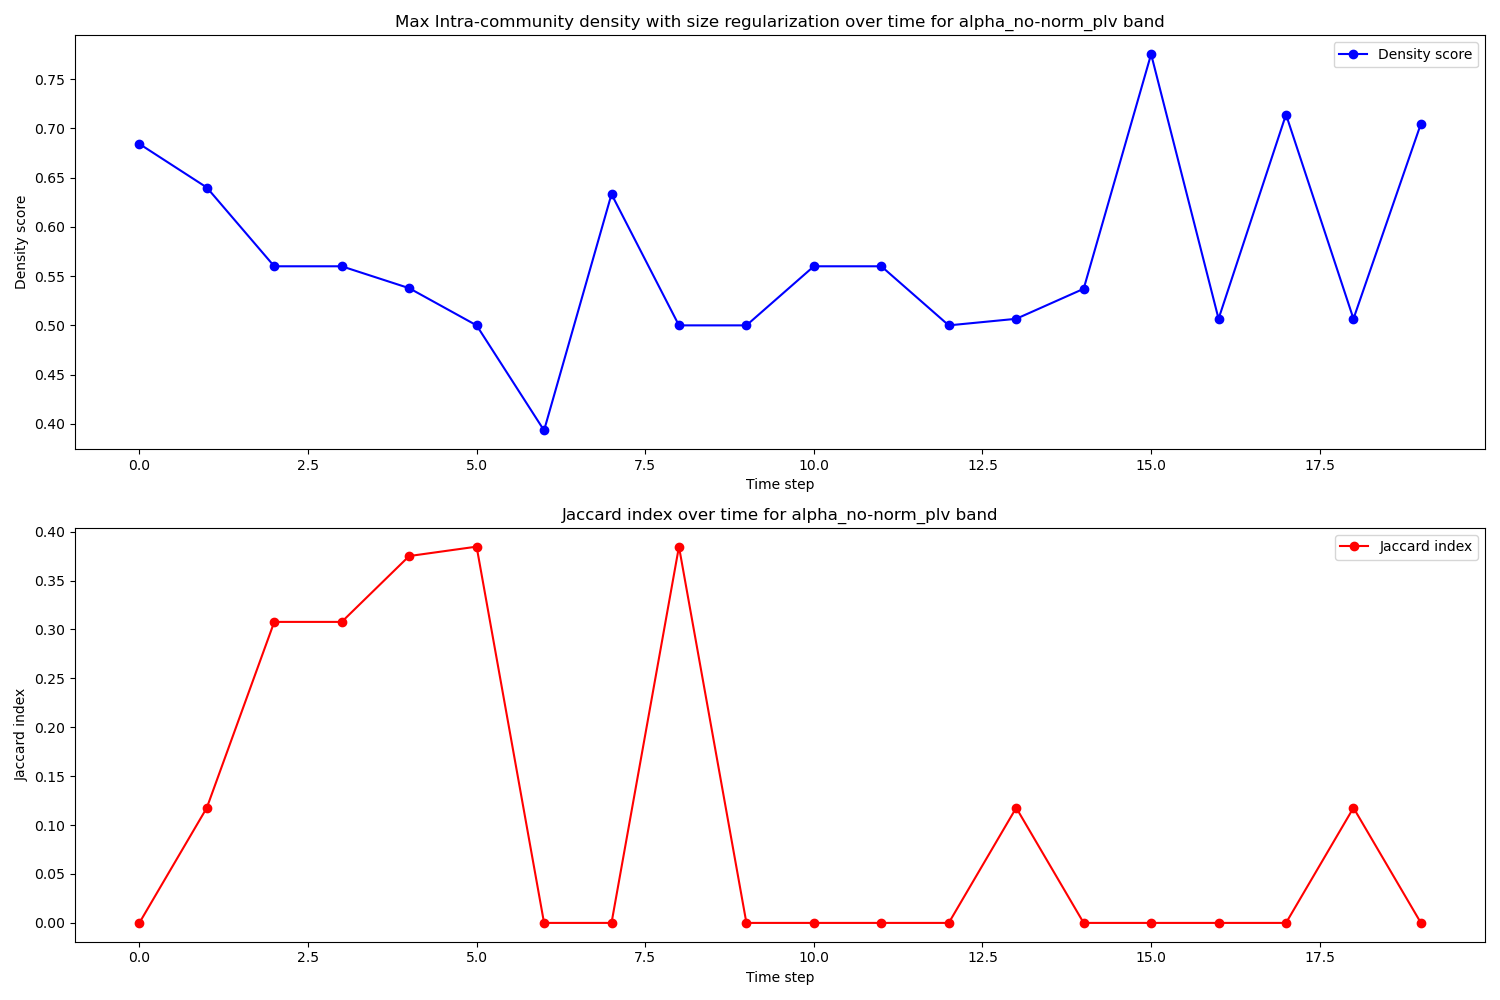 Max Intra-community density with size regularization over time for alpha_no-norm_plv band
Density score
Density score
0.75
0.70
0.65
0.60
0.55
0.50
0.45
0.40
0.0 2.5 5.0 7.5 10.0 12.5 15.0 17.5
Time step
Jaccard index over time for alpha_no-norm_plv band
Jaccard index
Jaccard index
0.40
0.35
0.30
0.25
0.20
0.15
0.10
0.05
0.00
0.0 2.5 5.0 7.5 10.0 12.5 15.0 17.5
Time step